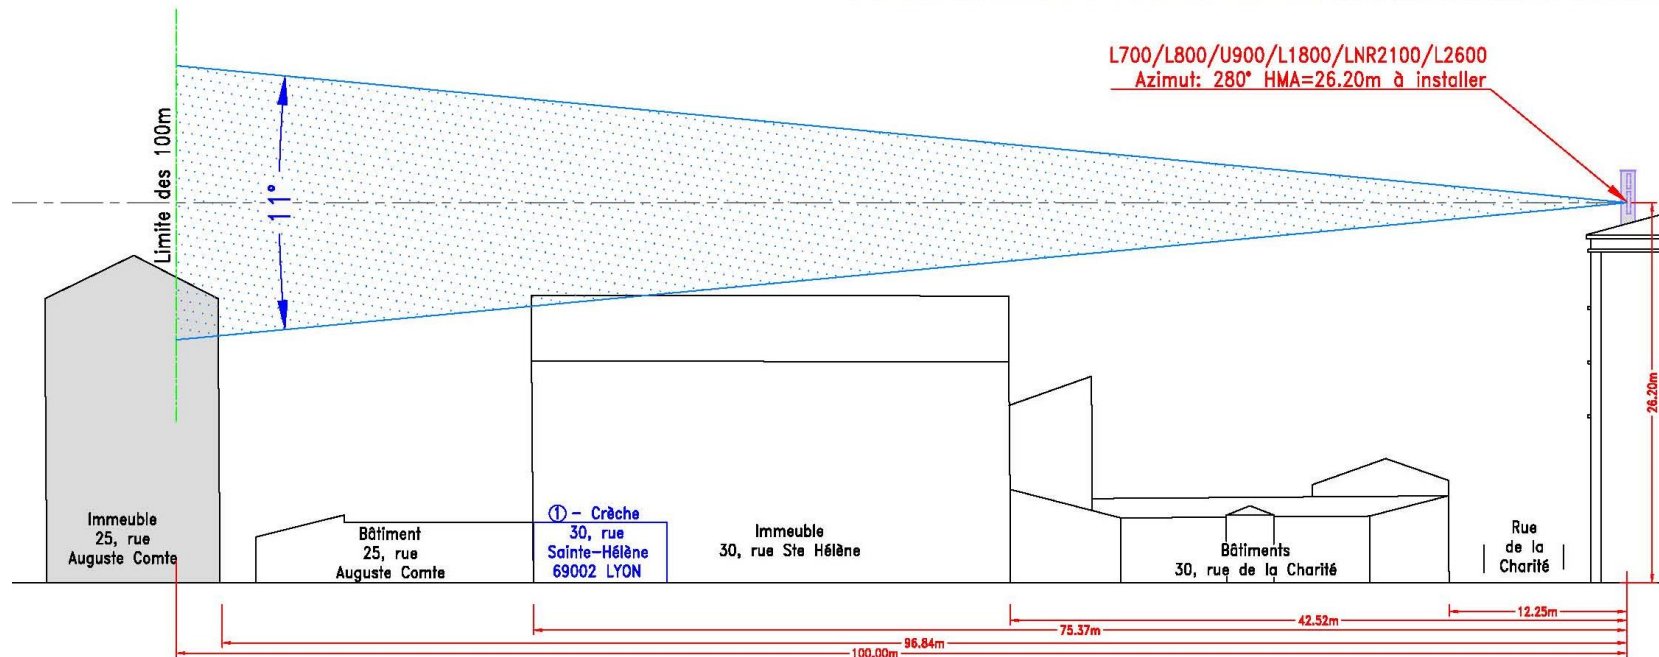 L700/L800/U900/L1800/LNR2100/L2600
Azimut: 280° HMA=26.20m à installer
Limite des 100m
11°
26.20m
Immeuble
25, rue
Auguste Comte
Bâtiment
25, rue
Auguste Comte
① - Crèche
30, rue
Sainte-Hélène
69002 LYON
Immeuble
30, rue Ste Hélène
Bâtiments
30, rue de la Charité
Rue
de la
Charité
12.25m
42.52m
75.37m
96.84m
100.00m